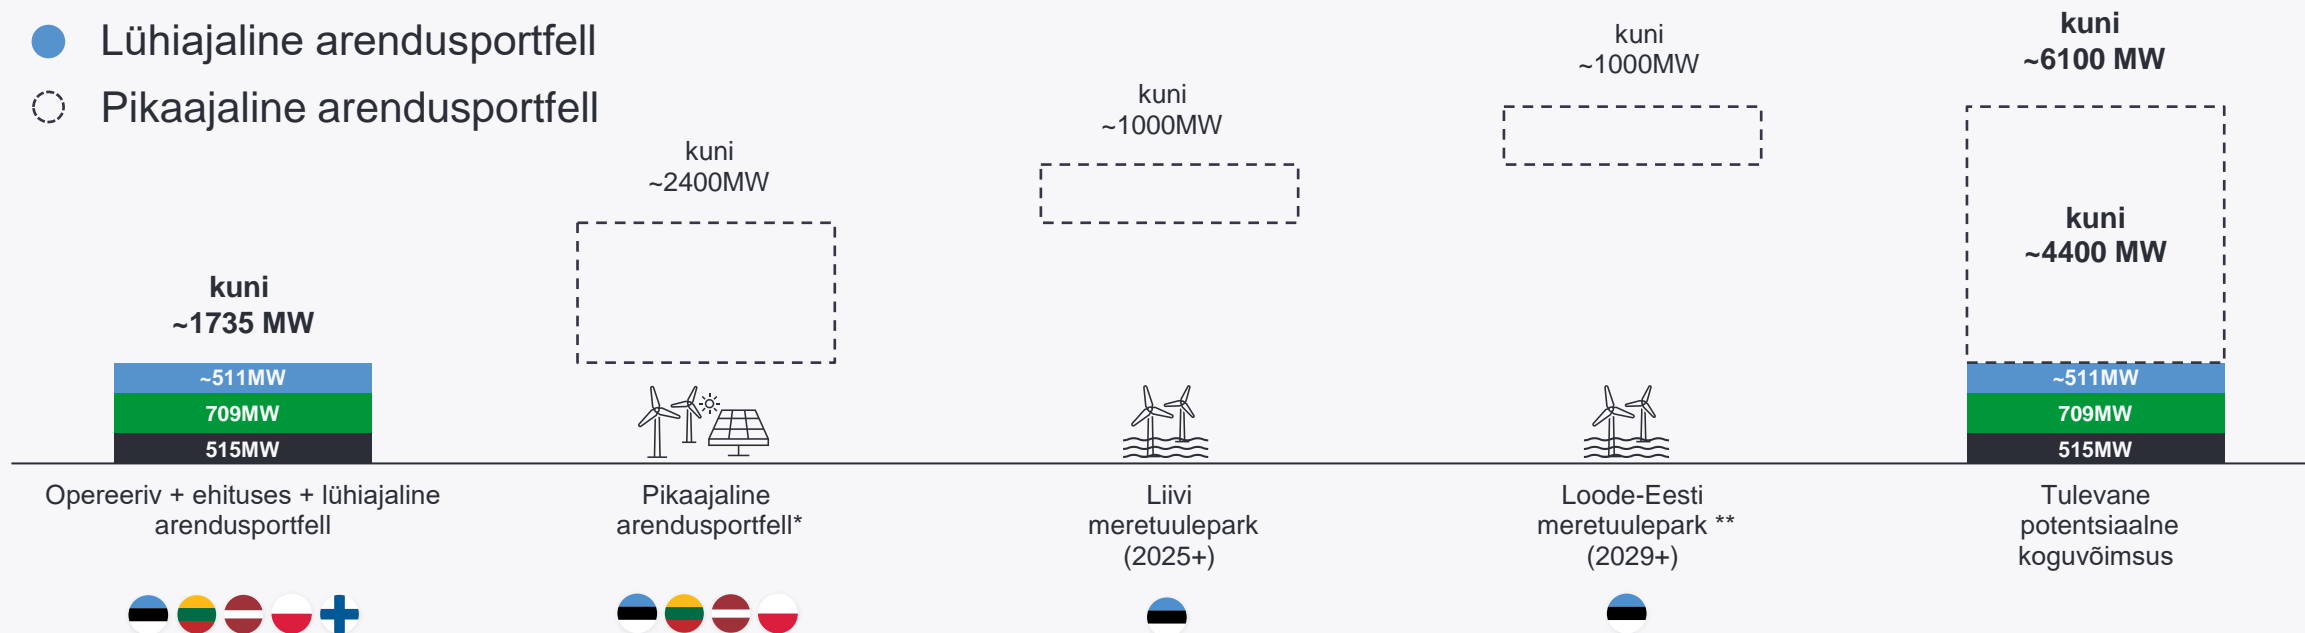 Lühiajaline arendusportfell
Pikaajaline arendusportfell
kuni
~1735 MW
~511MW
709MW
515MW
Opereeriv + ehituses + lühiajaline
arendusportfell
kuni
~2400MW
Pikaajaline
arendusportfell*
kuni
~1000MW
Liivi
meretuulepark
(2025+)
kuni
~1000MW
Loode-Eesti
meretuulepark **
(2029+)
kuni
~6100 MW
kuni
~4400 MW
~511MW
709MW
515MW
Tulevane
potentsiaalne
koguvõimsus